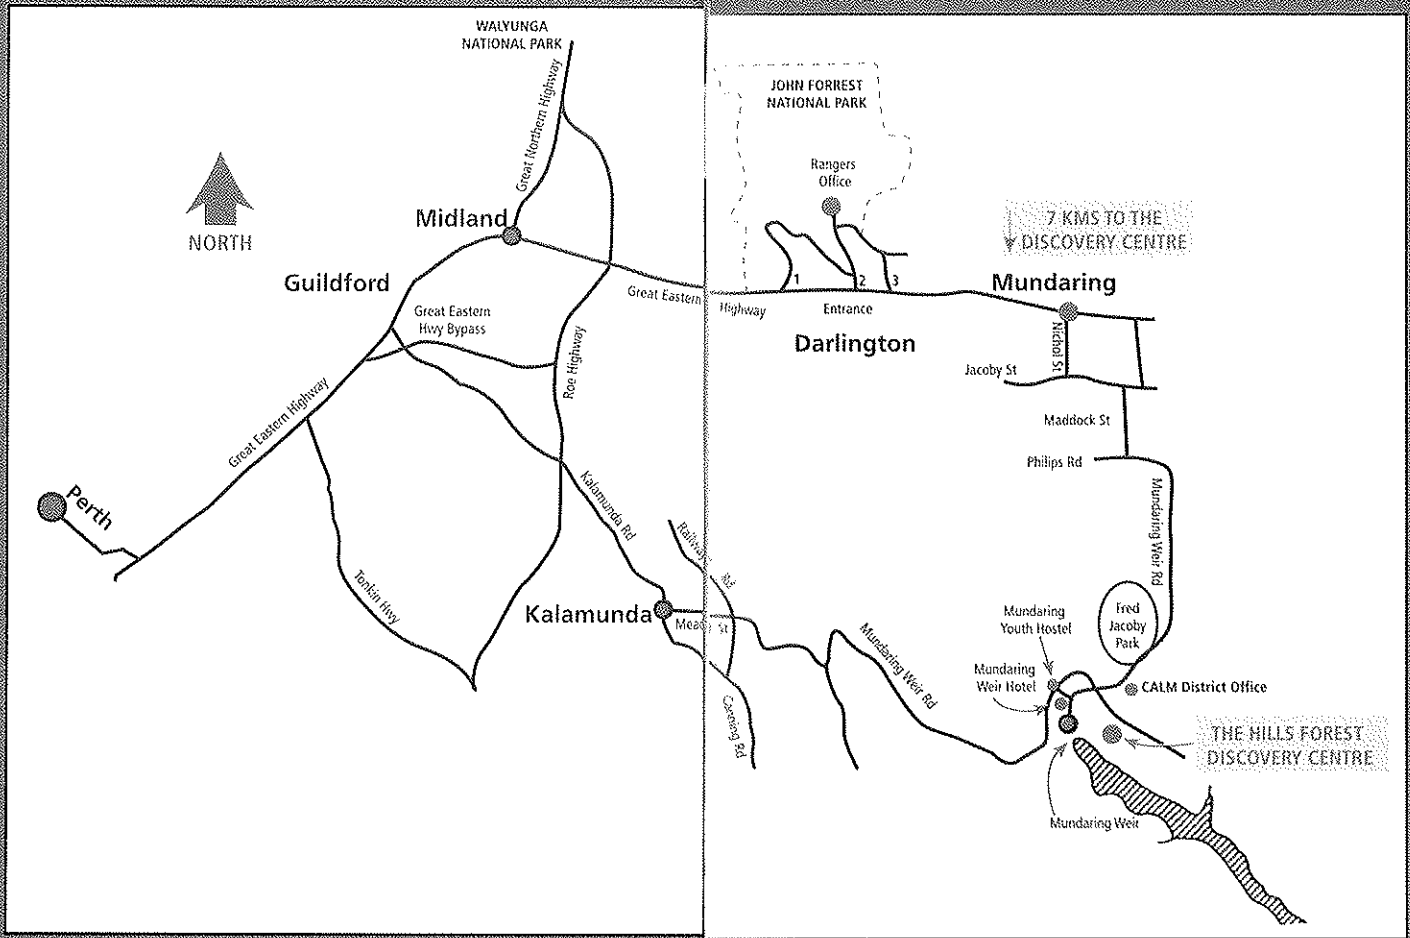 WALYUNGA
NATIONAL PARK
Great Northern Highway
JOHN FORREST
NATIONAL PARK
Rangers
Office
NORTH
Midland
7 KMS TO THE
DISCOVERY CENTRE
Guildford
Great Eastern
Highway
1
2
3
Entrance
Mundaring
Great Eastern
Hwy Bypass
Darlington
Nichol St
Roe Highway
Jacoby St
Great Eastern Highway
Maddock St
Philips Rd
Perth
Kalamunda Rd
Mundaring Weir Rd
Railway Rd
Tonkin Hwy
Kalamunda
Mead St
Mundaring
Youth Hostel
Fred
Jacoby
Park
Mundaring Weir Rd
Mundaring
Weir Hotel
CALM District Office
Canning Rd
THE HILLS FOREST
DISCOVERY CENTRE
Mundaring Weir